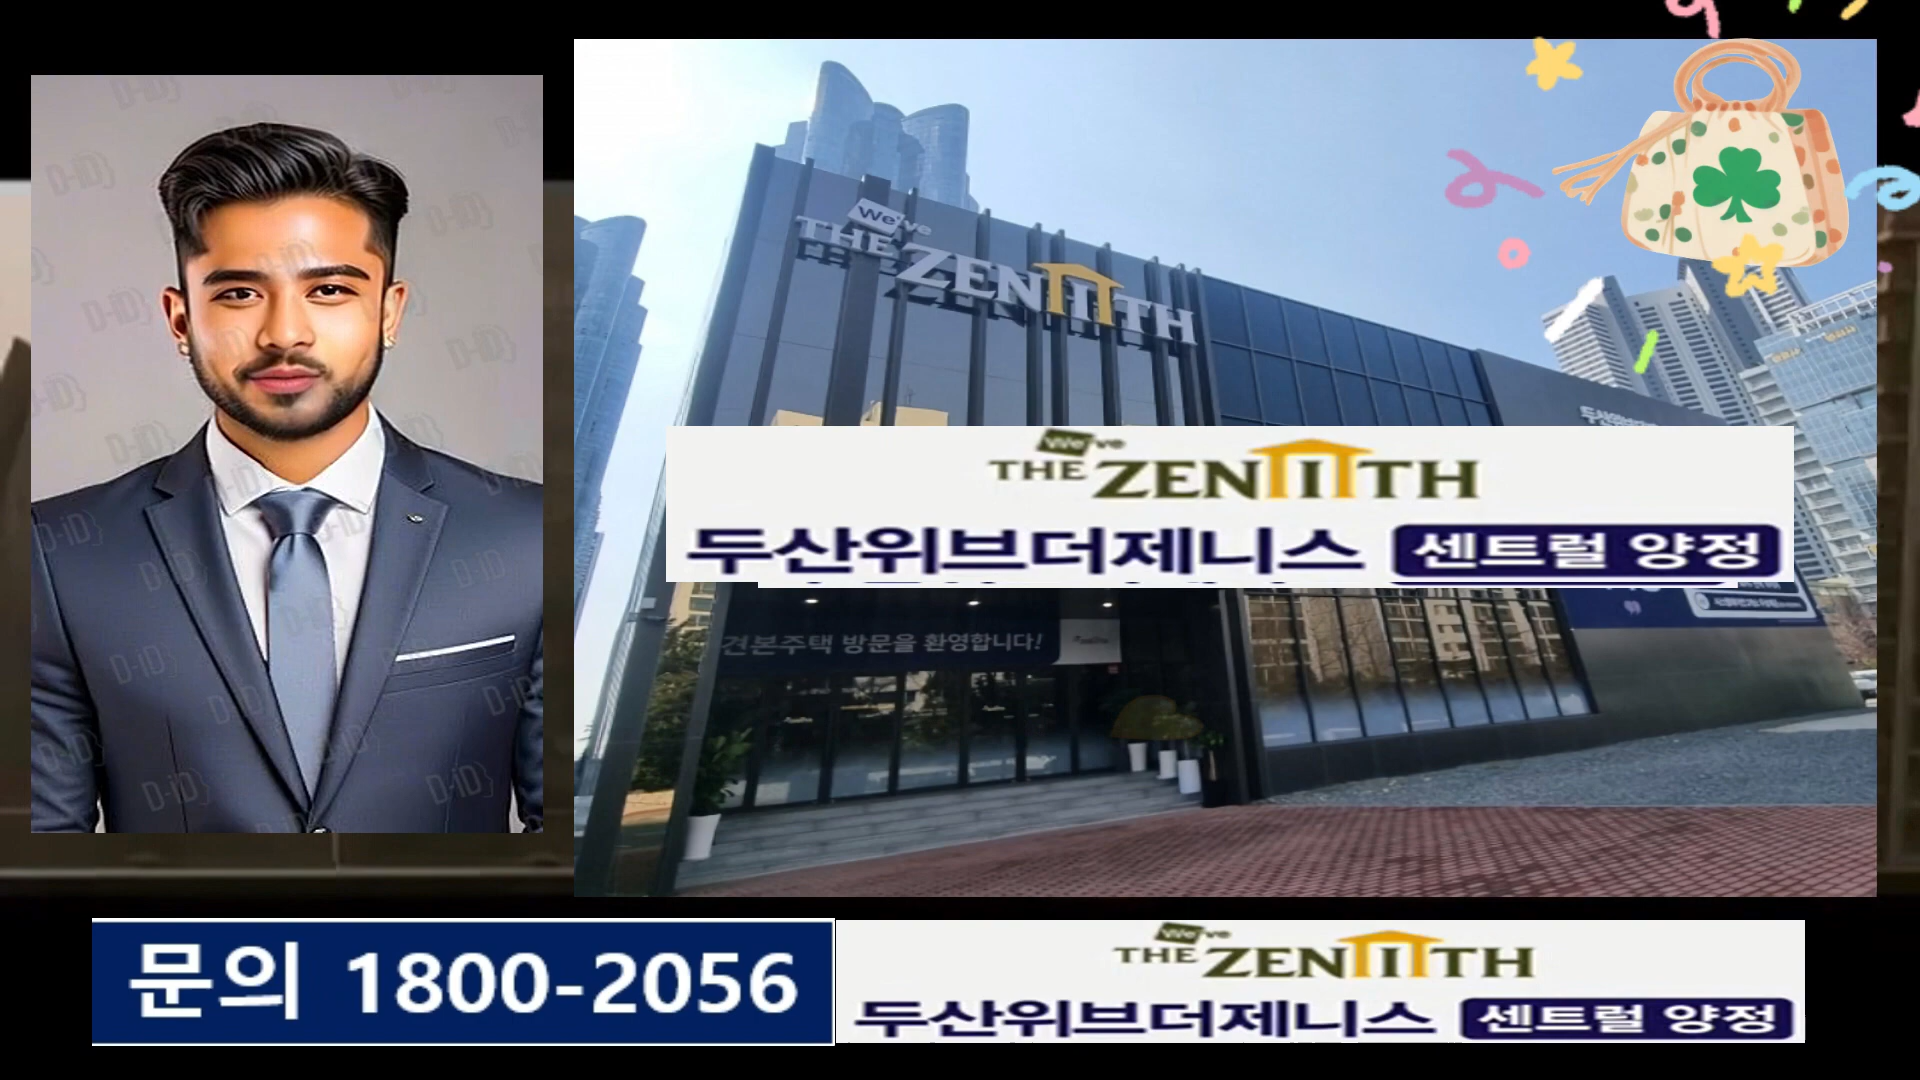 We've
THE ZENITH
We've
THE ZENITH
두산위브더제니스 센트럴 양정
견본주택 방문을 환영합니다!
문의 1800-2056
We've
THE ZENITH
두산위브더제니스 센트럴 양정
D-iD}